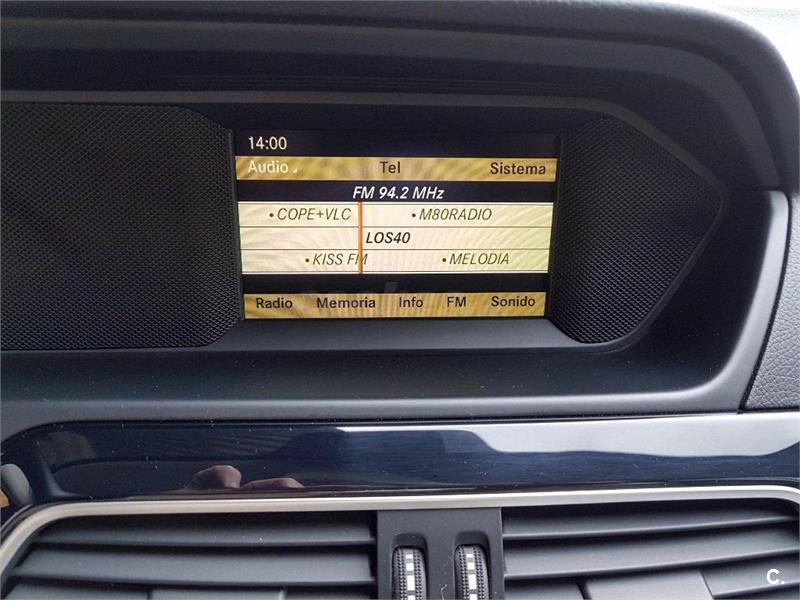 14:00
Audio Tel Sistema
FM 94.2 MHz
• COPE+VLC • M80RADIO
LOS40
• KISS FM • MELODIA
Radio Memoria Info FM Sonido
C.